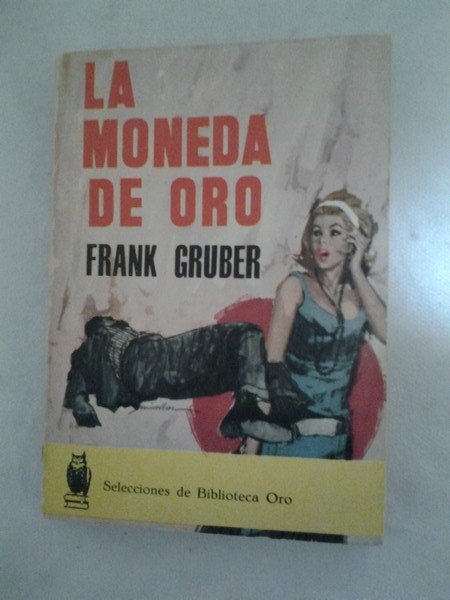 LA
MONEDA
DE ORO
FRANK GRUBER
Selecciones de Biblioteca Oro